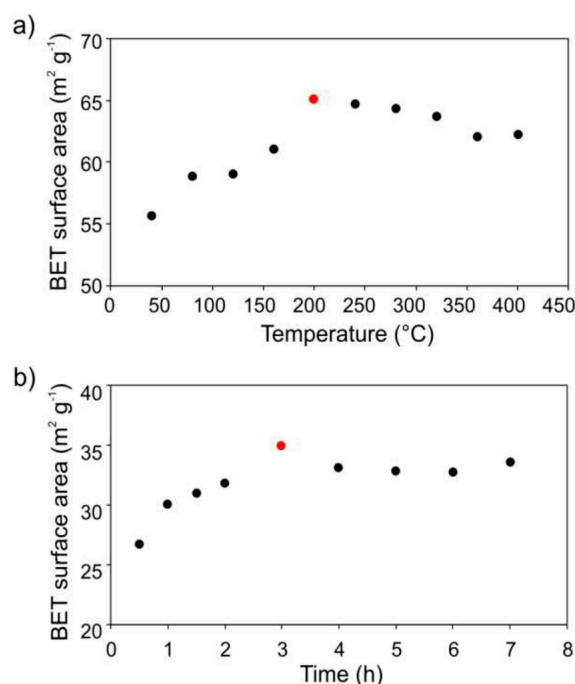 a)
BET surface area (m² g⁻¹)
70
65
60
55
50
0 50 100 150 200 250 300 350 400 450
Temperature (°C)
b)
BET surface area (m² g⁻¹)
40
35
30
25
20
1 2 3 4 5 6 7 8
Time (h)